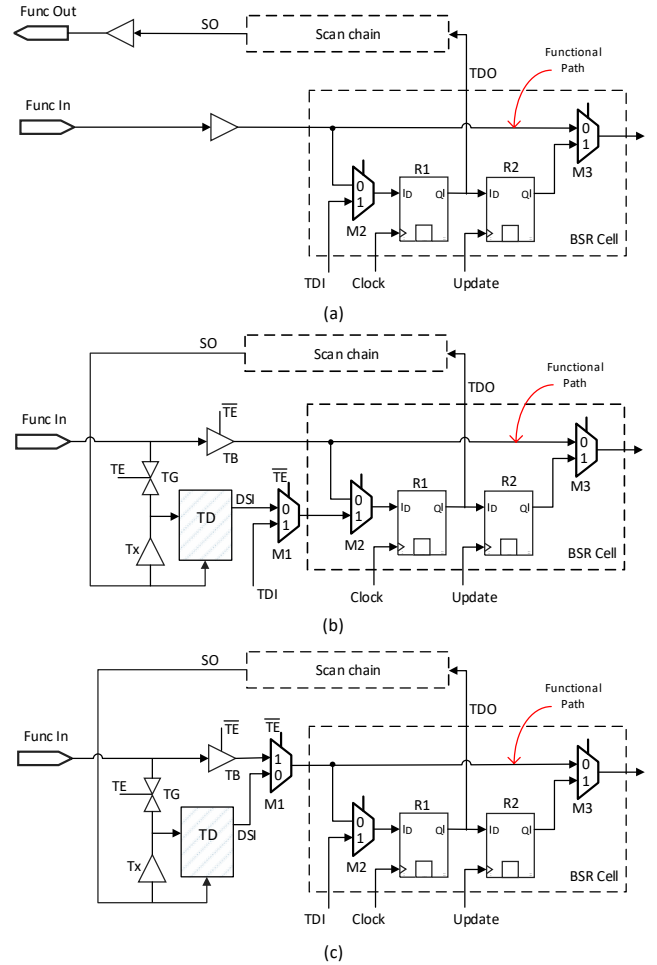 Func Out
SO
Scan chain
TDO
Functional
Path
Func In
0
1
M3
R1
R2
0
1
M2
ID
QI
ID
QI
BSR Cell
TDI
Clock
Update
(a)
SO
Scan chain
TDO
Functional
Path
Func In
TE
TB
0
1
M3
TE
TG
TE
0
1
M1
DSI
TD
Tx
0
1
M2
R1
R2
ID
QI
ID
QI
BSR Cell
TDI
Clock
Update
(b)
SO
Scan chain
TDO
Functional
Path
Func In
TE
TE
TB
1
0
M1
0
1
M3
TE
TG
TD
DSI
Tx
0
1
M2
R1
R2
ID
QI
ID
QI
BSR Cell
TDI
Clock
Update
(c)